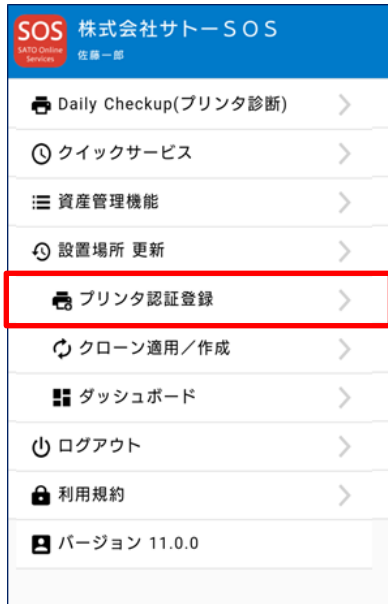 SOS
SATO Online
Services
株式会社サトーＳＯＳ
佐藤一郎
Daily Checkup(プリンタ診断)
クイックサービス
資産管理機能
設置場所 更新
プリンタ認証登録
クローン適用／作成
ダッシュボード
ログアウト
利用規約
バージョン 11.0.0